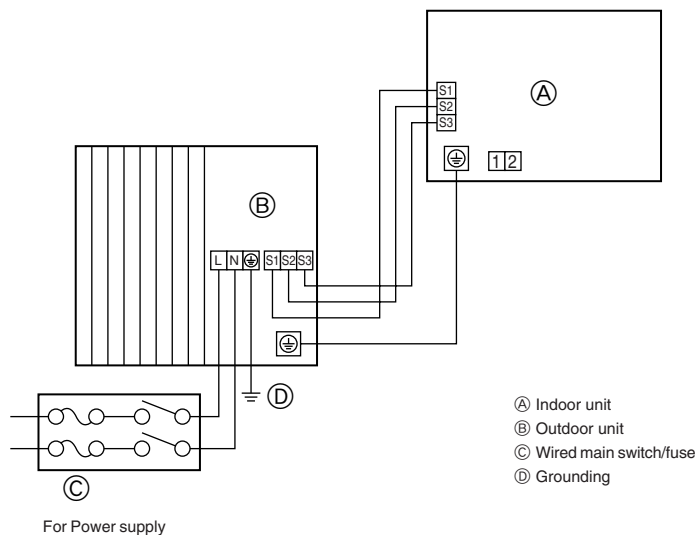 S1
S2
S3
Ⓐ
1 2
Ⓑ
L N S1 S2 S3
Ⓓ
Ⓒ
For Power supply
Ⓐ Indoor unit
Ⓑ Outdoor unit
Ⓒ Wired main switch/fuse
Ⓓ Grounding